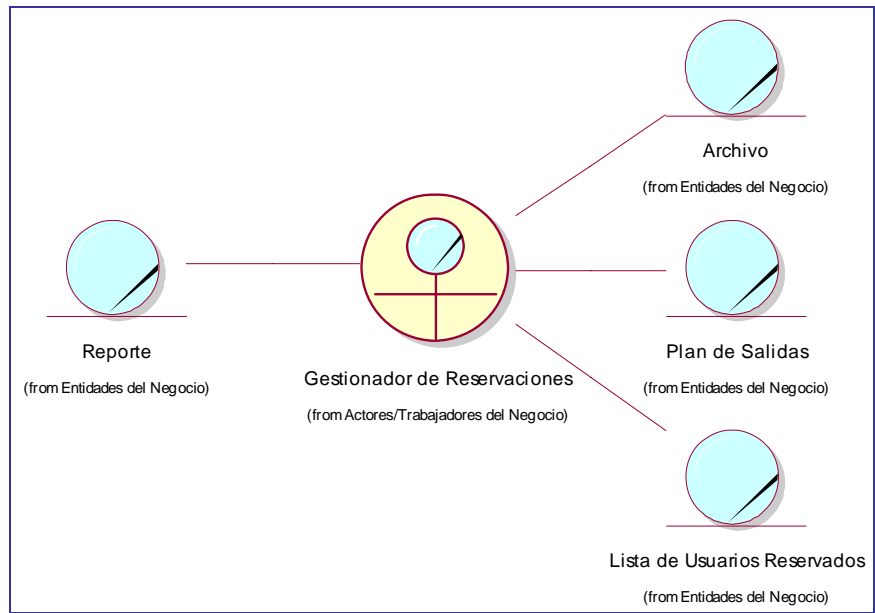 Archivo
(from Entidades del Negocio)
Reporte
(from Entidades del Negocio)
Gestionador de Reservaciones
(from Actores/Trabajadores del Negocio)
Plan de Salidas
(from Entidades del Negocio)
Lista de Usuarios Reservados
(from Entidades del Negocio)